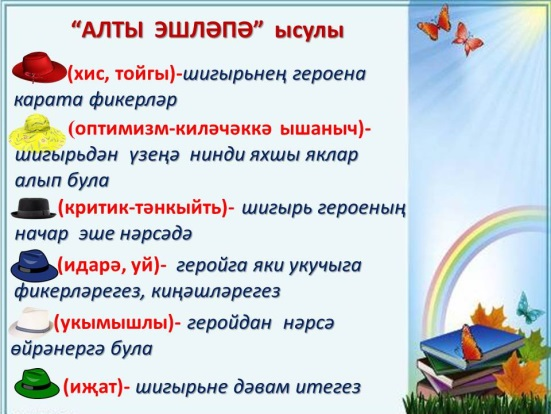 “АЛТЫ ЭШЛӘПӘ” ысулы
(хис, тойгы)-шигырьнең героена
карата фикерләр
(оптимизм-киләчәккә ышаныч)-
шигырьдән үзеңә нинди яхшы яклар
алып була
(критик-тәнкыйть)- шигырь героеның
начар эше нәрсәдә
(идарә, уй)- геройга яки укучыга
фикерләрегез, киңәшләрегез
(укымышлы)- геройдан нәрсә
өйрәнергә була
(иҗат)- шигырьне дәвам итегез